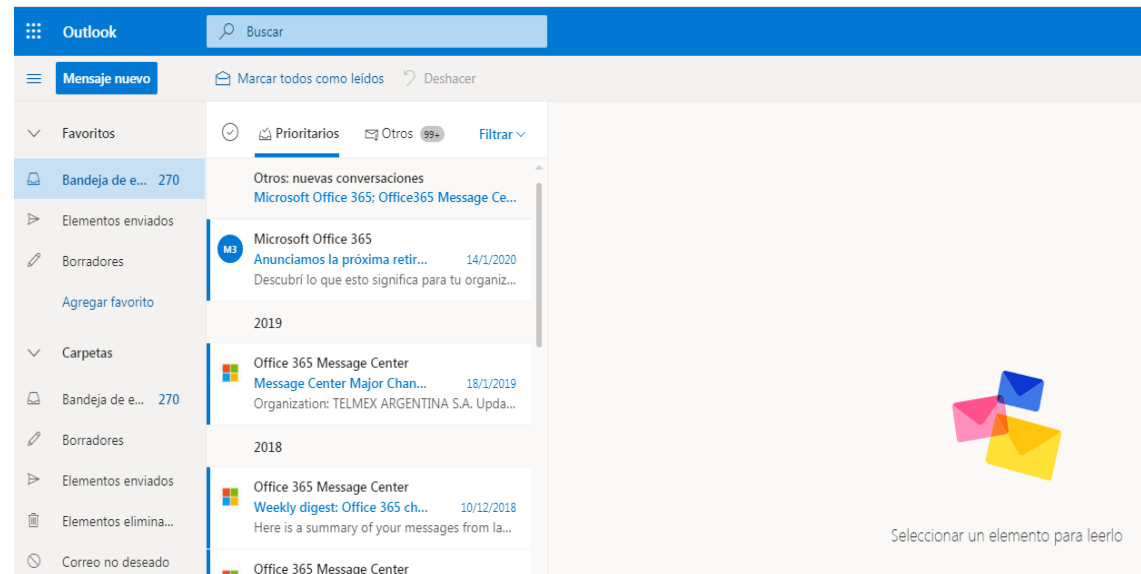 Outlook
Buscar
Mensaje nuevo
Marcar todos como leídos
Deshacer
Favoritos
Bandeja de e... 270
Elementos enviados
Borradores
Agregar favorito
Carpetas
Bandeja de e... 270
Borradores
Elementos enviados
Elementos elimina...
Correo no deseado
Prioritarios
Otros 99+
Filtrar
Otros: nuevas conversaciones
Microsoft Office 365; Office365 Message Ce...
M3
Microsoft Office 365
Anunciamos la próxima retir... 14/1/2020
Descubrí lo que esto significa para tu organiz...
2019
Office 365 Message Center
Message Center Major Chan... 18/1/2019
Organization: TELMEX ARGENTINA S.A. Upda...
2018
Office 365 Message Center
Weekly digest: Office 365 ch... 10/12/2018
Here is a summary of your messages from la...
Office 365 Message Center
Seleccionar un elemento para leerlo